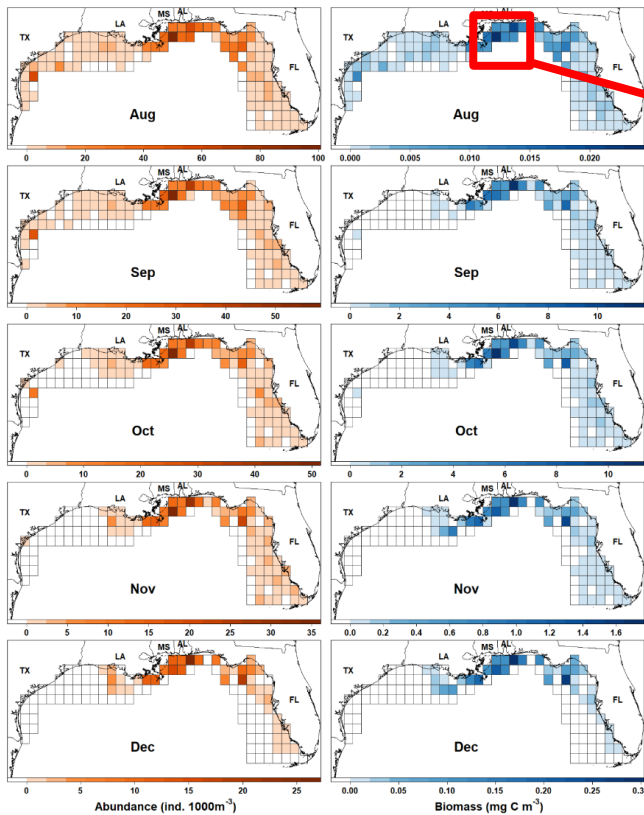 MS AL
LA
TX
FL
Aug
0 20 40 60 80 100
MS AL
LA
TX
FL
Aug
0.000 0.005 0.010 0.015 0.020
MS AL
LA
TX
FL
Sep
0 10 20 30 40 50
MS AL
LA
TX
FL
Sep
0 2 4 6 8 10
MS AL
LA
TX
FL
Oct
0 10 20 30 40 50
MS AL
LA
TX
FL
Oct
0 2 4 6 8 10
MS AL
LA
TX
FL
Nov
0 5 10 15 20 25 30 35
MS AL
LA
TX
FL
Nov
0.0 0.2 0.4 0.6 0.8 1.0 1.2 1.4 1.6
MS AL
LA
TX
FL
Dec
0 5 10 15 20 25
Abundance (ind. 1000m⁻³)
MS AL
LA
TX
FL
Dec
0.00 0.05 0.10 0.15 0.20 0.25
Biomass (mg C m⁻³)